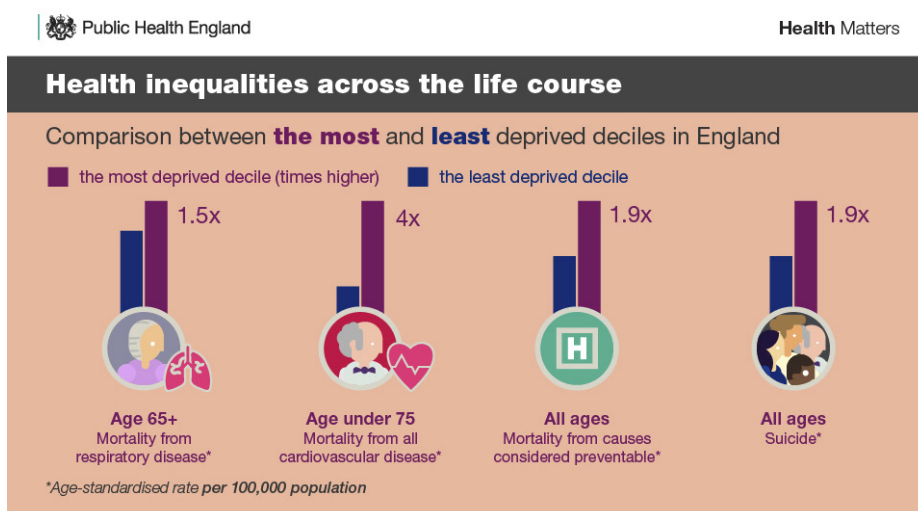 Public Health England
Health Matters
Health inequalities across the life course
Comparison between the most and least deprived deciles in England
the most deprived decile (times higher)
the least deprived decile
1.5x
4x
1.9x
1.9x
H
Age 65+
Mortality from
respiratory disease*
Age under 75
Mortality from all
cardiovascular disease*
All ages
Mortality from causes
considered preventable*
All ages
Suicide*
*Age-standardised rate per 100,000 population